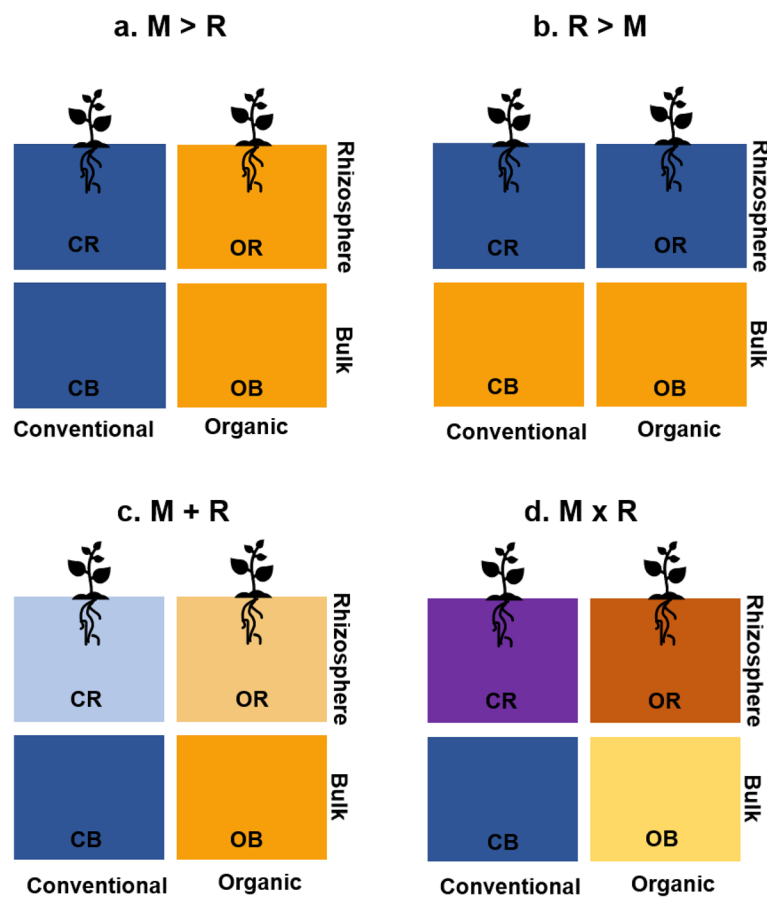 a. M > R
b. R > M
CR
OR
Rhizosphere
CR
OR
Rhizosphere
CB
OB
Bulk
CB
OB
Bulk
Conventional
Organic
Conventional
Organic
c. M + R
d. M x R
CR
OR
Rhizosphere
CR
OR
Rhizosphere
CB
OB
Bulk
CB
OB
Bulk
Conventional
Organic
Conventional
Organic